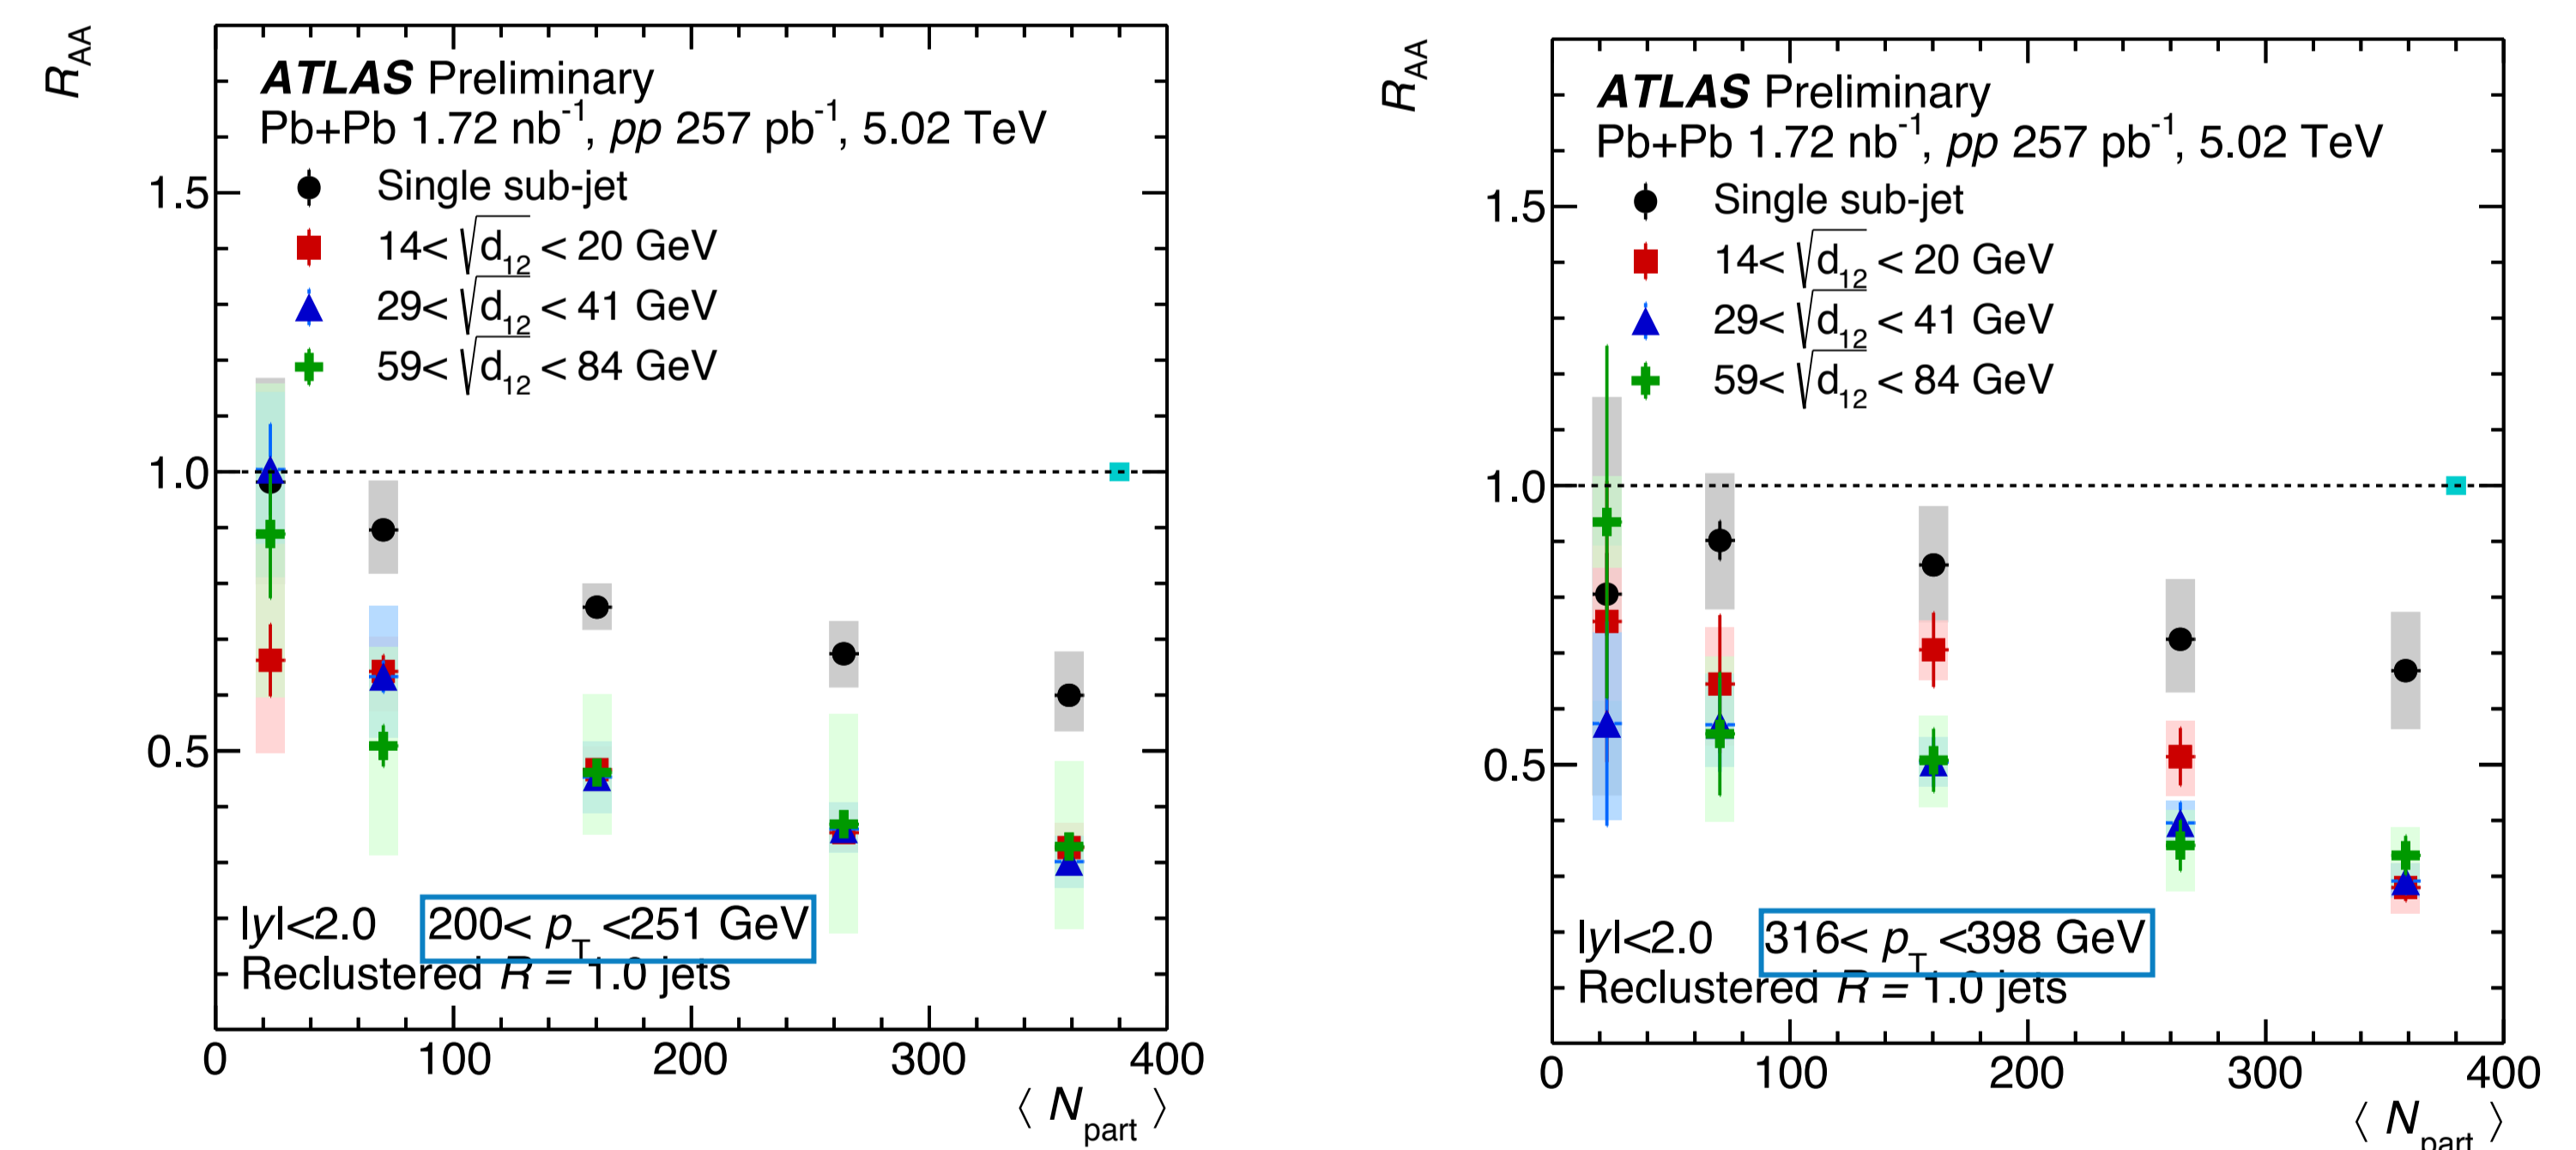 R_AA
ATLAS Preliminary
Pb+Pb 1.72 nb⁻¹, pp 257 pb⁻¹, 5.02 TeV
Single sub-jet
14< √d₁₂ < 20 GeV
29< √d₁₂ < 41 GeV
59< √d₁₂ < 84 GeV
1.5
1.0
0.5
|y|<2.0 200< p_T <251 GeV
Reclustered R = 1.0 jets
0 100 200 300 400
⟨ N_part ⟩
R_AA
ATLAS Preliminary
Pb+Pb 1.72 nb⁻¹, pp 257 pb⁻¹, 5.02 TeV
Single sub-jet
14< √d₁₂ < 20 GeV
29< √d₁₂ < 41 GeV
59< √d₁₂ < 84 GeV
1.5
1.0
0.5
|y|<2.0 316< p_T <398 GeV
Reclustered R = 1.0 jets
0 100 200 300 400
⟨ N_part ⟩